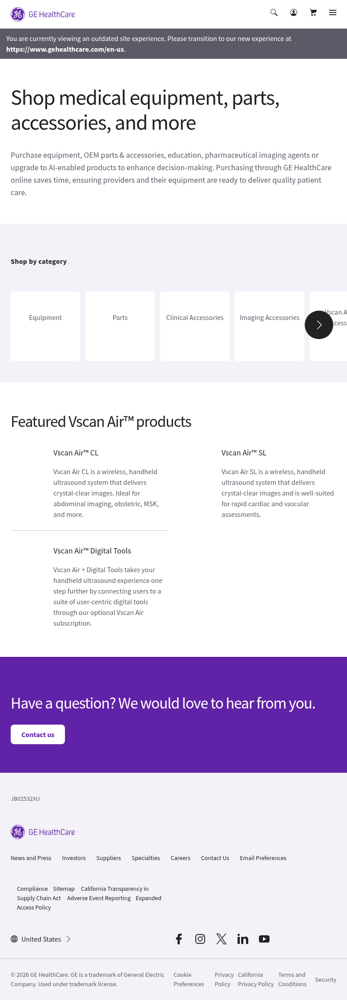 GE HealthCare
You are currently viewing an outdated site experience. Please transition to our new experience at
https://www.gehealthcare.com/en-us.
Shop medical equipment, parts,
accessories, and more
Purchase equipment, OEM parts & accessories, education, pharmaceutical imaging agents or
upgrade to AI-enabled products to enhance decision-making. Purchasing through GE HealthCare
online saves time, ensuring providers and their equipment are ready to deliver quality patient
care.
Shop by category
Equipment
Parts
Clinical Accessories
Imaging Accessories
Vscan
Featured Vscan Air™ products
Vscan Air™ CL
Vscan Air CL is a wireless, handheld
ultrasound system that delivers
crystal-clear images. Ideal for
abdominal imaging, obstetric, MSK,
and more.
Vscan Air™ SL
Vscan Air SL is a wireless, handheld
ultrasound system that delivers
crystal-clear images and is well-suited
for rapid cardiac and vascular
assessments.
Vscan Air™ Digital Tools
Vscan Air + Digital Tools takes your
handheld ultrasound experience one
step further by connecting users to a
suite of user-centric digital tools
through our optional Vscan Air
subscription.
Have a question? We would love to hear from you.
Contact us
JB02532XU
GE HealthCare
News and Press Investors Suppliers Specialties Careers Contact Us Email Preferences
Compliance Sitemap California Transparency in
Supply Chain Act Adverse Event Reporting Expanded
Access Policy
United States
© 2026 GE HealthCare. GE is a trademark of General Electric
Company. Used under trademark license.
Cookie
Preferences
Privacy
Policy
California
Privacy Policy
Terms and
Conditions
Security